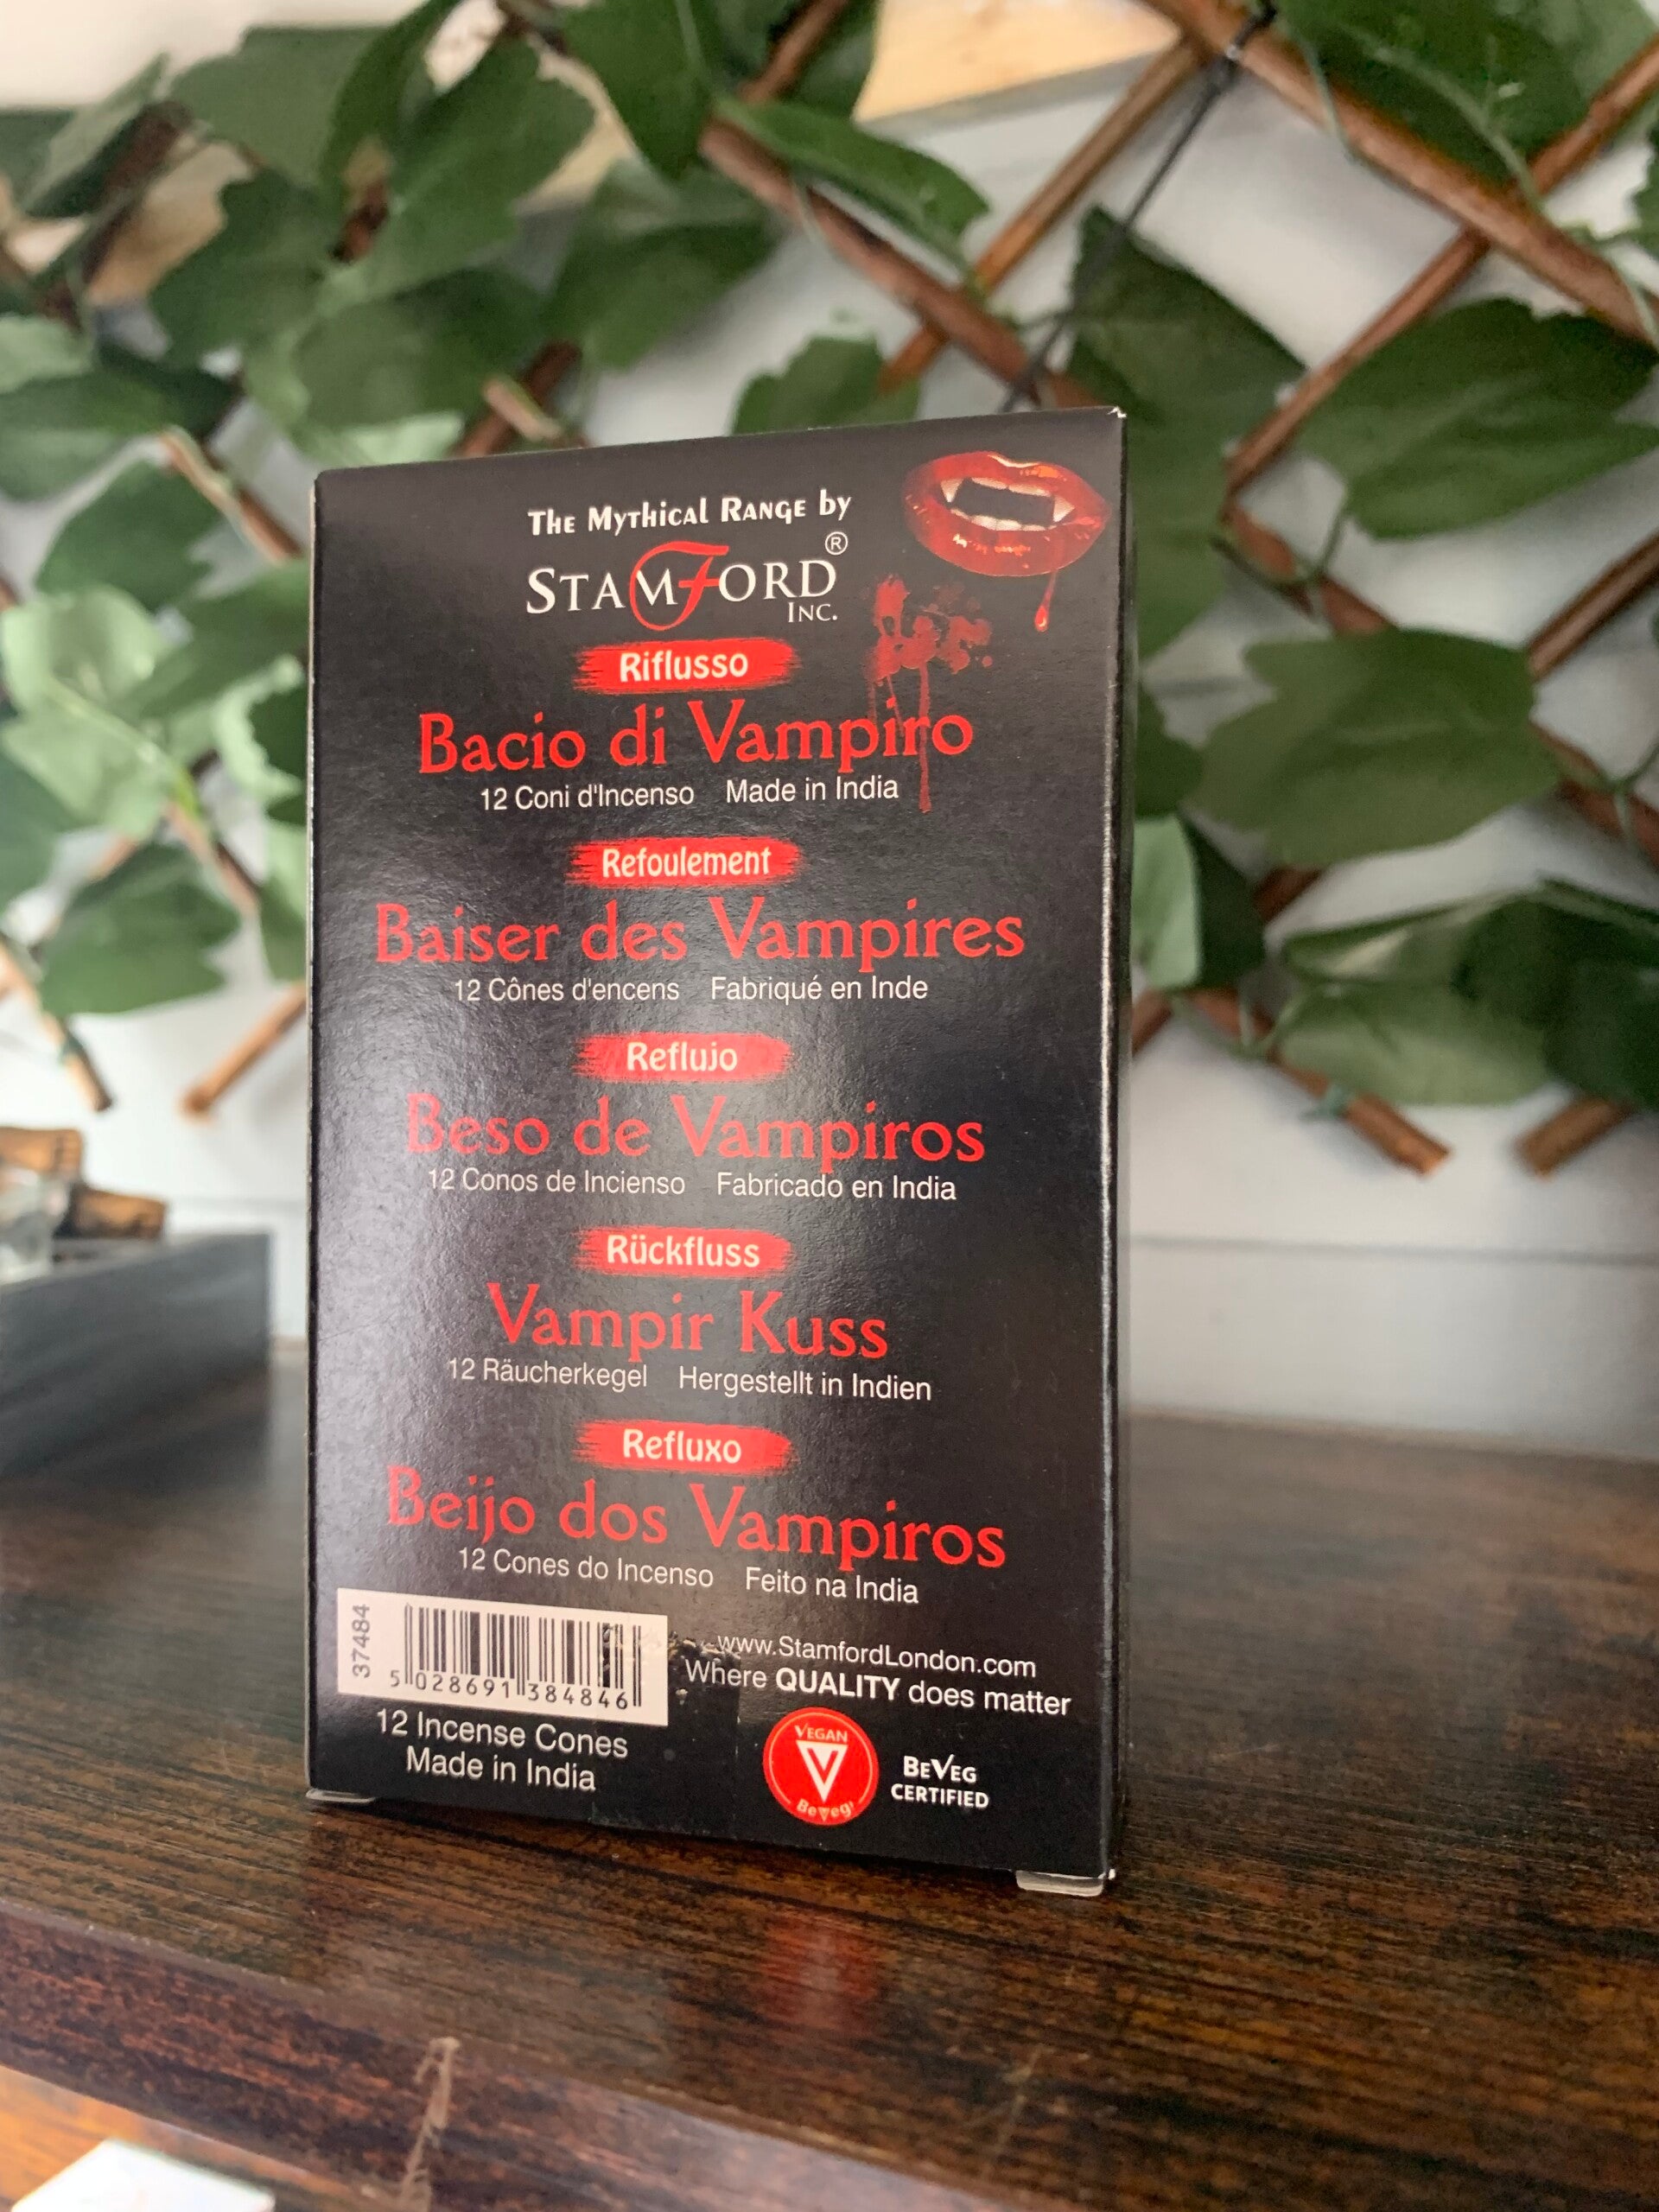 The Mythical Range by
STAMFORD®
INC.
Riflusso
Bacio di Vampiro
12 Coni d'Incenso Made in India
Refoulement
Baiser des Vampires
12 Cônes d'encens Fabriqué en Inde
Reflujo
Beso de Vampiros
12 Conos de Incienso Fabricado en India
Rückfluss
Vampir Kuss
12 Räucherkegel Hergestellt in Indien
Refluxo
Beijo dos Vampiros
12 Cones do Incenso Feito na India
37484
5 028691 384846
12 Incense Cones
Made in India
www.StamfordLondon.com
Where QUALITY does matter
VEGAN
BeVeg
BEVEG
CERTIFIED